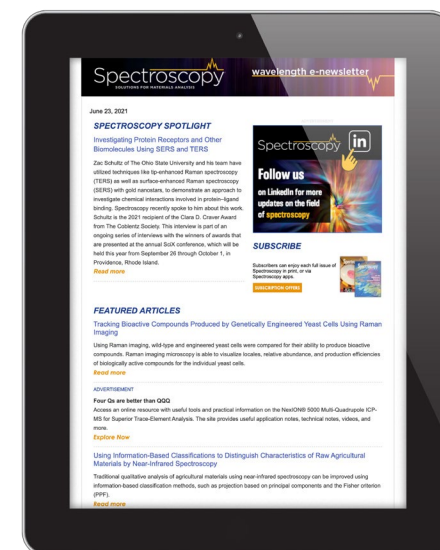 Spectroscopy
SOLUTIONS FOR MATERIALS ANALYSIS
wavelength e-newsletter
June 23, 2021
SPECTROSCOPY SPOTLIGHT
Investigating Protein Receptors and Other
Biomolecules Using SERS and TERS
Zac Schultz of The Ohio State University and his team have
utilized techniques like tip-enhanced Raman spectroscopy
(TERS) as well as surface-enhanced Raman spectroscopy
(SERS) with gold nanostars, to demonstrate an approach to
investigate chemical interactions involved in protein–ligand
binding. Spectroscopy recently spoke to him about this work.
Schultz is the 2021 recipient of the Clara D. Craver Award
from The Coblentz Society. This interview is part of an
ongoing series of interviews with the winners of awards that
are presented at the annual SciX conference, which will be
held this year from September 26 through October 1, in
Providence, Rhode Island.
Read more
Spectroscopy in
Follow us
on LinkedIn for more
updates on the field
of spectroscopy
SUBSCRIBE
Subscribers can enjoy each full issue of
Spectroscopy in print, or via
Spectroscopy apps.
SUBSCRIPTION OFFERS
FEATURED ARTICLES
Tracking Bioactive Compounds Produced by Genetically Engineered Yeast Cells Using Raman
Imaging
Using Raman imaging, wild-type and engineered yeast cells were compared for their ability to produce bioactive
compounds. Raman imaging microscopy is able to visualize locales, relative abundance, and production efficiencies
of biologically active compounds for the individual yeast cells.
Read more
ADVERTISEMENT
Four Qs are better than QQQ
Access an online resource with useful tools and practical information on the NexION® 5000 Multi-Quadrupole ICP-
MS for Superior Trace-Element Analysis. The site provides useful application notes, technical notes, videos, and
more.
Explore Now
Using Information-Based Classifications to Distinguish Characteristics of Raw Agricultural
Materials by Near-Infrared Spectroscopy
Traditional qualitative analysis of agricultural materials using near-infrared spectroscopy can be improved using
information-based classification methods, such as projection based on principal components and the Fisher criterion
(PPF).
Read more